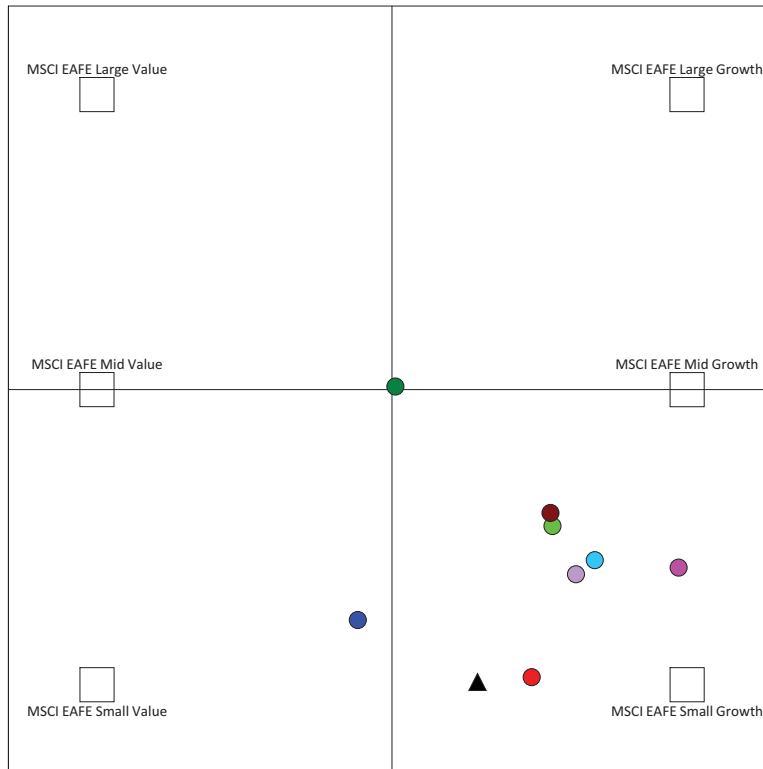 MSCI EAFE Large Value
MSCI EAFE Large Growth
MSCI EAFE Mid Value
MSCI EAFE Mid Growth
MSCI EAFE Small Value
MSCI EAFE Small Growth